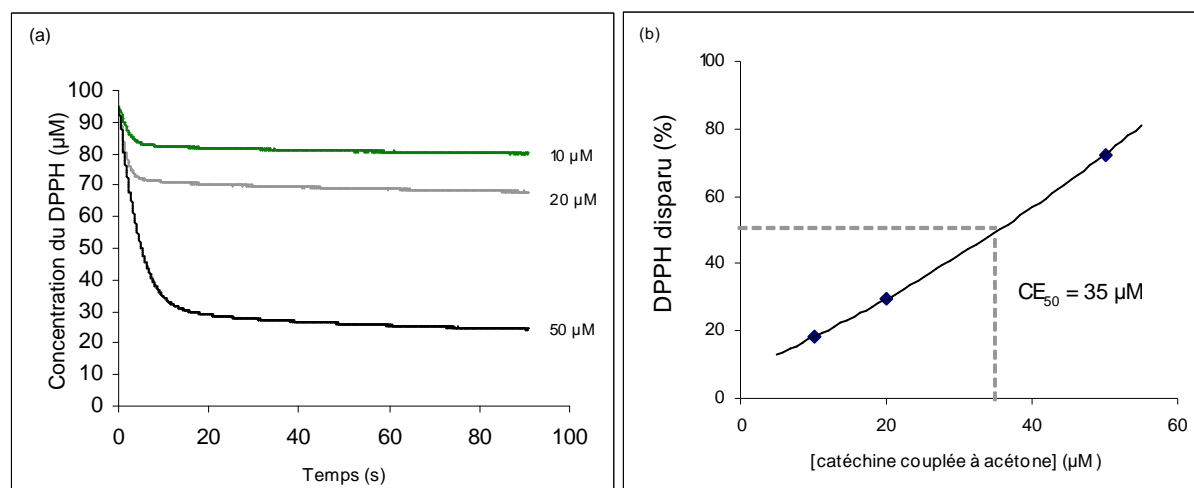 (a)
Concentration du DPPH (µM)
100
90
80
70
60
50
40
30
20
10
0
10 µM
20 µM
50 µM
0
20
40
60
80
100
Temps (s)
(b)
DPPH disparu (%)
100
80
60
40
20
0
CE50 = 35 µM
0
20
40
60
[catéchine couplée à acétone] (µM)